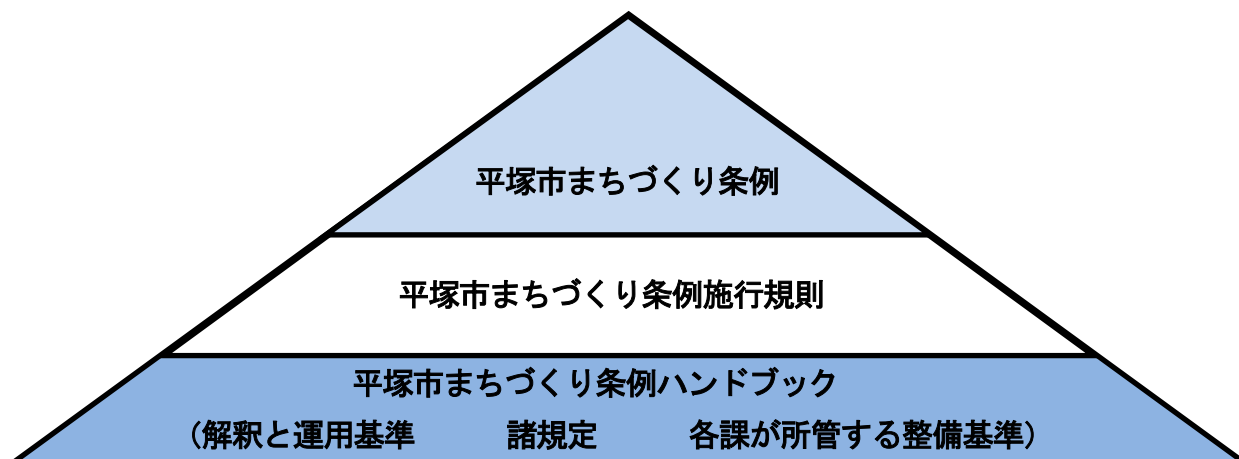 平塚市まちづくり条例
平塚市まちづくり条例施行規則
平塚市まちづくり条例ハンドブック
（解釈と運用基準　　　諸規定　　　各課が所管する整備基準）